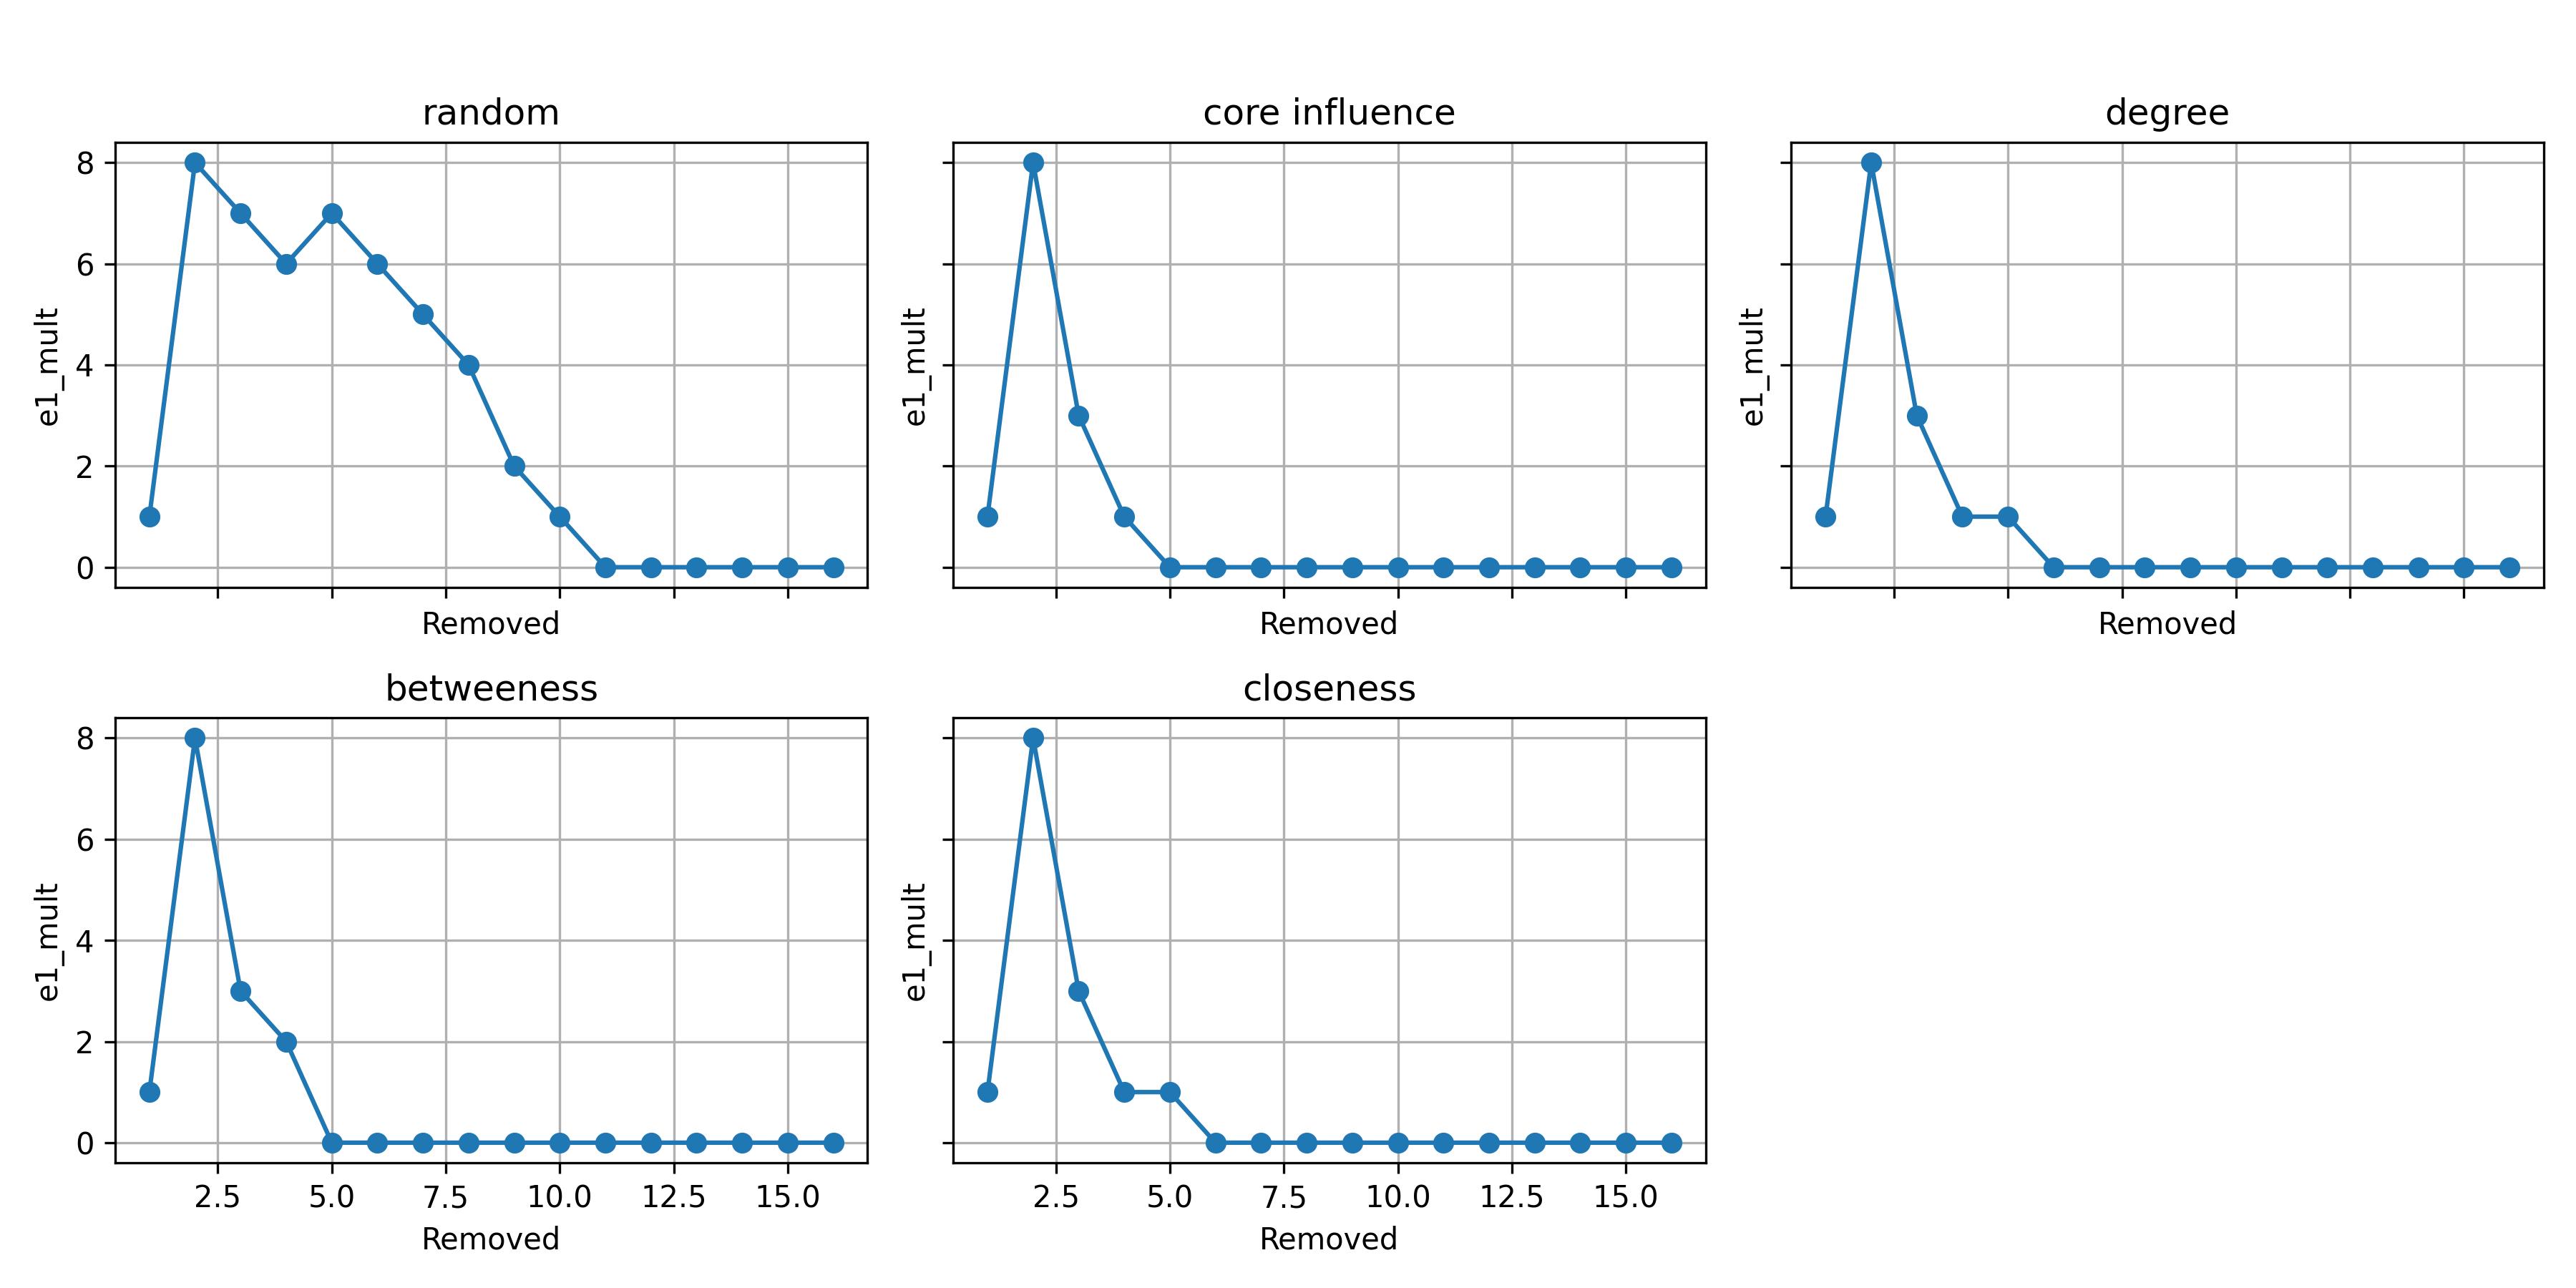 random
core influence
degree
8
6
4
2
0
e1_mult
e1_mult
e1_mult
Removed
Removed
Removed
betweeness
closeness
8
6
4
2
0
e1_mult
e1_mult
2.5 5.0 7.5 10.0 12.5 15.0
2.5 5.0 7.5 10.0 12.5 15.0
Removed
Removed